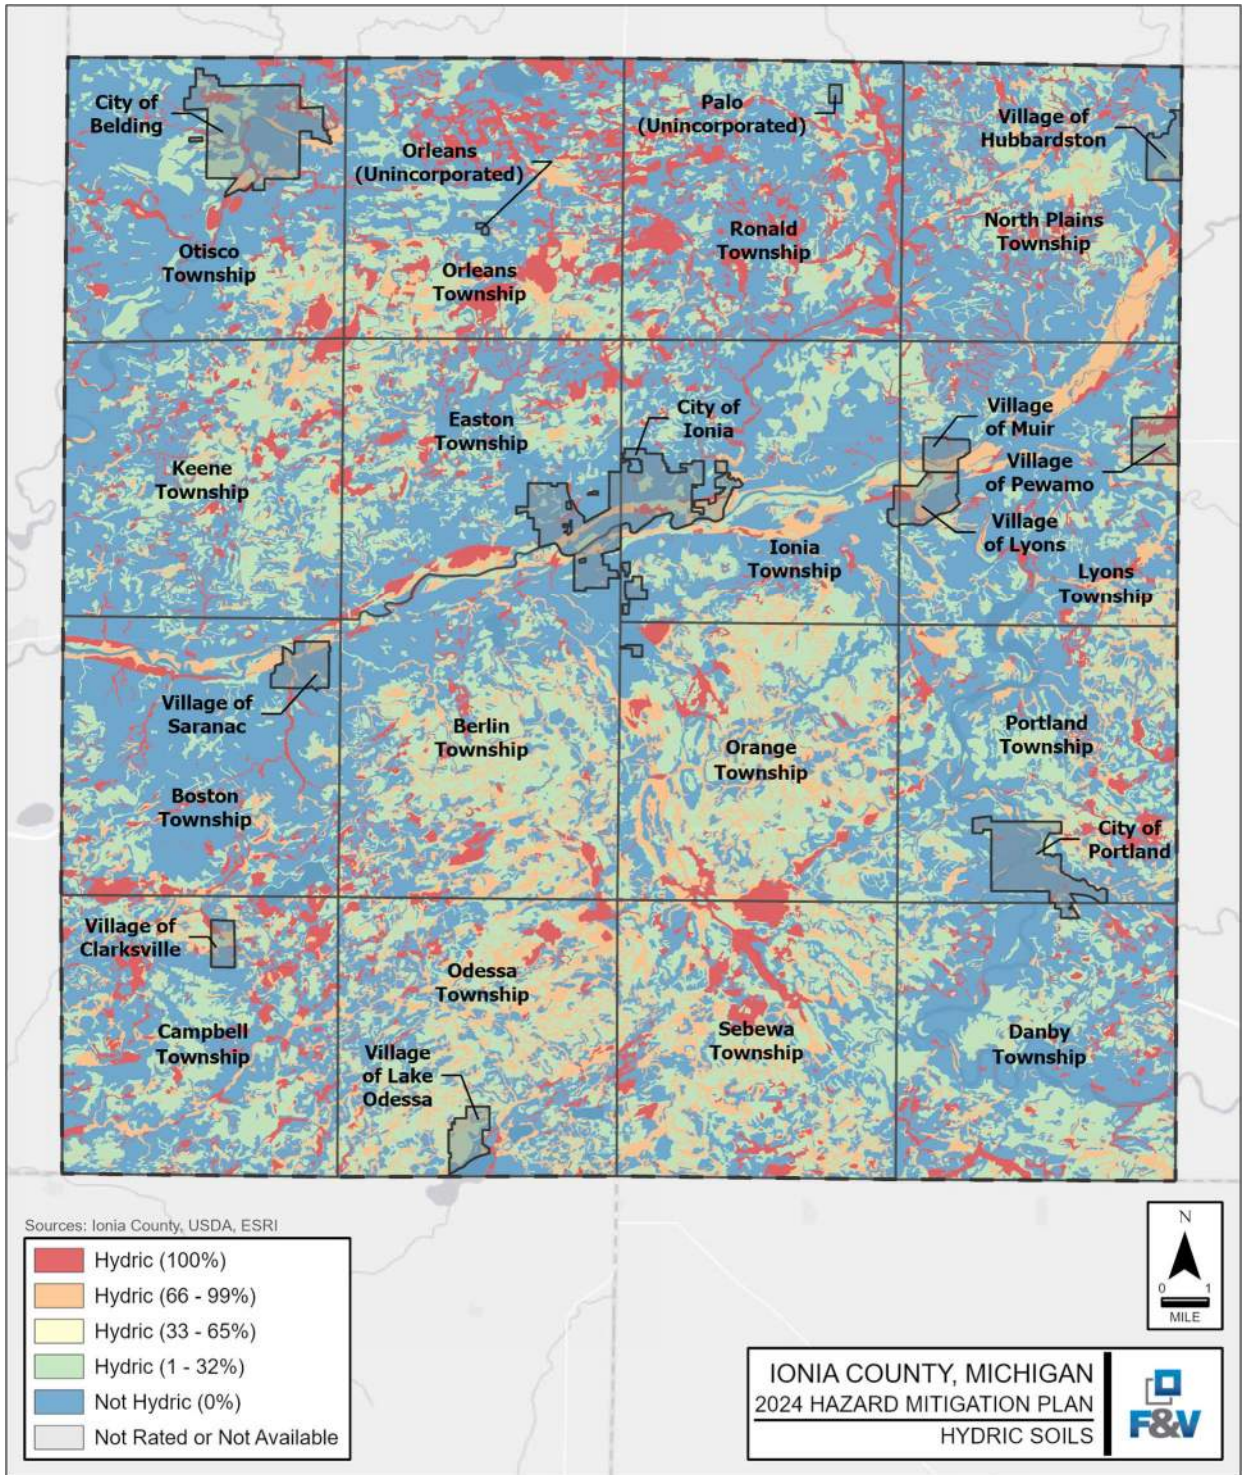 City of
Belding
Palo
(Unincorporated)
Village of
Hubbardston
Orleans
(Unincorporated)
Otisco
Township
Orleans
Township
Ronald
Township
North Plains
Township
Keene
Township
Easton
Township
City of
Ionia
Village
of Muir
Village
of Pewamo
Village
of Lyons
Ionia
Township
Lyons
Township
Village of
Saranac
Berlin
Township
Orange
Township
Portland
Township
Boston
Township
City of
Portland
Village of
Clarksville
Odessa
Township
Campbell
Township
Village
of Lake
Odessa
Sebewa
Township
Danby
Township
Sources: Ionia County, USDA, ESRI
Hydric (100%)
Hydric (66 - 99%)
Hydric (33 - 65%)
Hydric (1 - 32%)
Not Hydric (0%)
Not Rated or Not Available
N
0 1
MILE
IONIA COUNTY, MICHIGAN
2024 HAZARD MITIGATION PLAN
HYDRIC SOILS
F&V